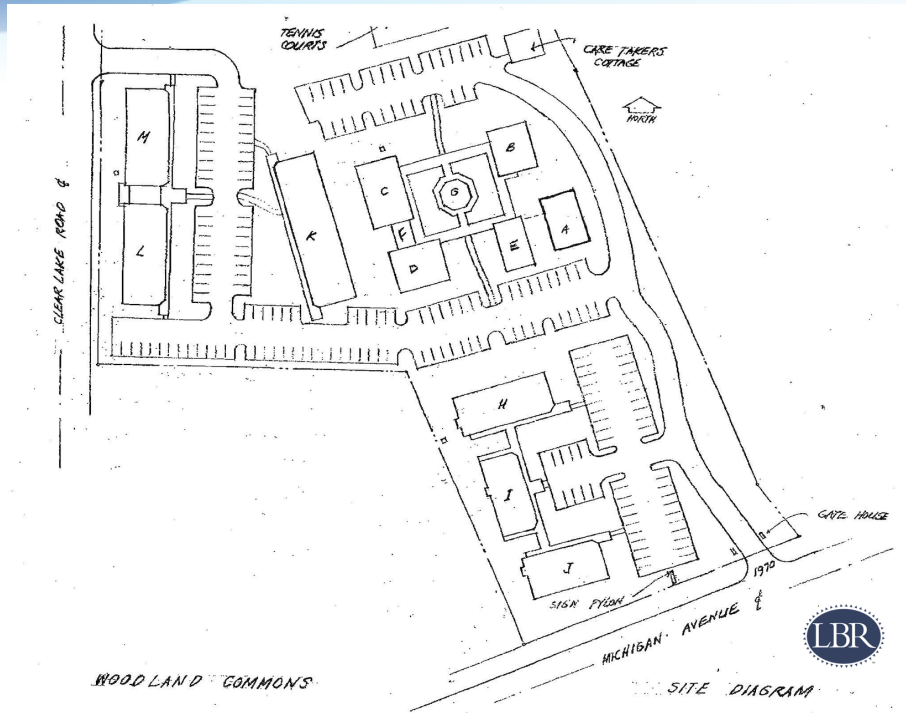 TENNIS
COURTS
CARE TAKERS
COTTAGE
NORTH
M
B
C
G
CLEAR LAKE ROAD ¢
K
A
F
E
L
D
H
I
GATE HOUSE
J
1970
SIGN PYLON
MICHIGAN AVENUE ¢
LBR
WOODLAND COMMONS
SITE DIAGRAM